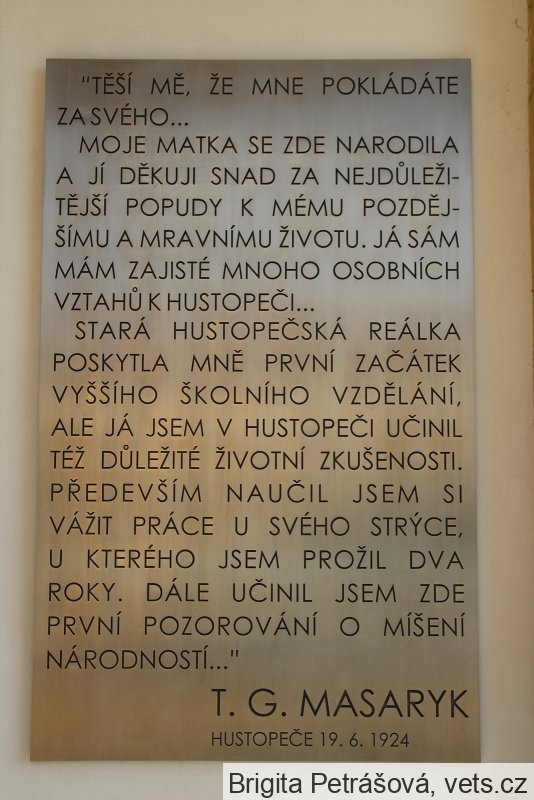 "TĚŠÍ MĚ, ŽE MNE POKLÁDÁTE
ZA SVÉHO...
MOJE MATKA SE ZDE NARODILA
A JÍ DĚKUJI SNAD ZA NEJDŮLEŽI-
TĚJŠÍ POPUDY K MÉMU POZDĚJ-
ŠÍMU A MRAVNÍMU ŽIVOTU. JÁ SÁM
MÁM ZAJISTÉ MNOHO OSOBNÍCH
VZTAHŮ K HUSTOPEČI...
STARÁ HUSTOPEČSKÁ REÁLKA
POSKYTLA MNĚ PRVNÍ ZAČÁTEK
VYŠŠÍHO ŠKOLNÍHO VZDĚLÁNÍ,
ALE JÁ JSEM V HUSTOPEČI UČINIL
TÉŽ DŮLEŽITÉ ŽIVOTNÍ ZKUŠENOSTI.
PŘEDEVŠÍM NAUČIL JSEM SI
VÁŽIT PRÁCE U SVÉHO STRÝCE,
U KTERÉHO JSEM PROŽIL DVA
ROKY. DÁLE UČINIL JSEM ZDE
PRVNÍ POZOROVÁNÍ O MÍŠENÍ
NÁRODNOSTÍ..."
T. G. MASARYK
HUSTOPEČE 19. 6. 1924
Brigita Petrášová, vets.cz